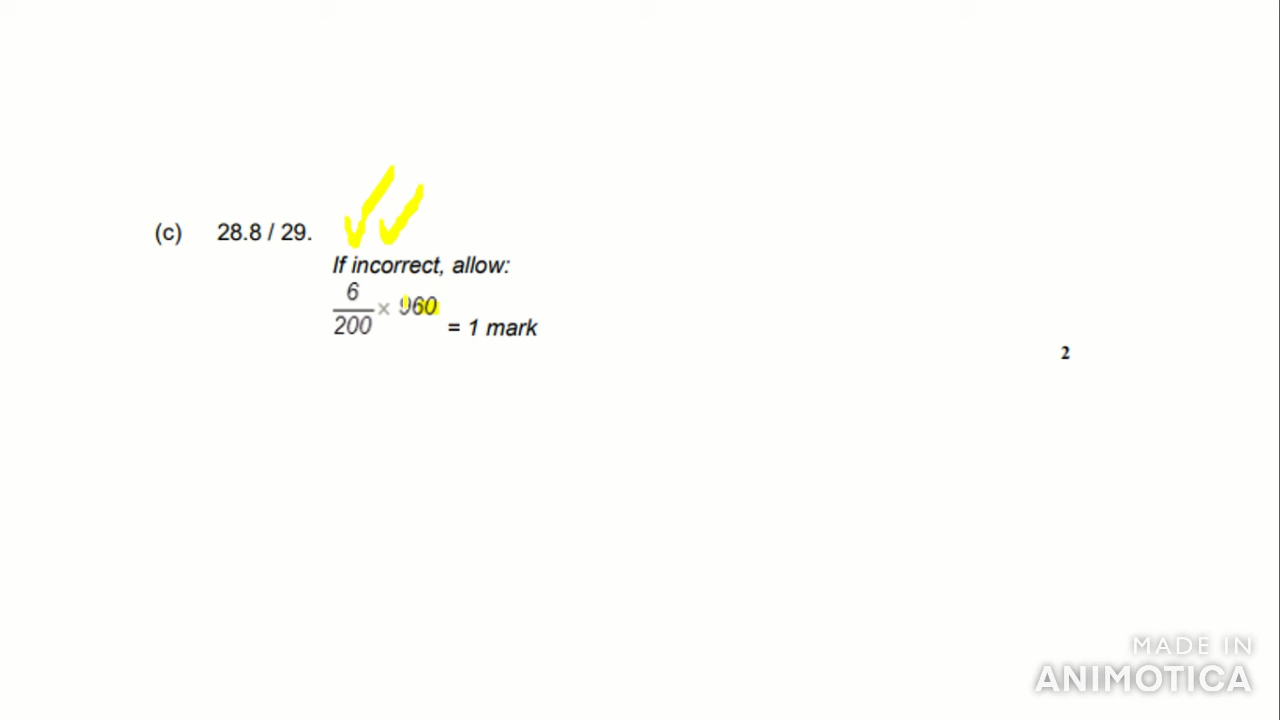 (c) 28.8 / 29.
If incorrect, allow:
6
200 × 960 = 1 mark
2
MADE IN
ANIMOTICA